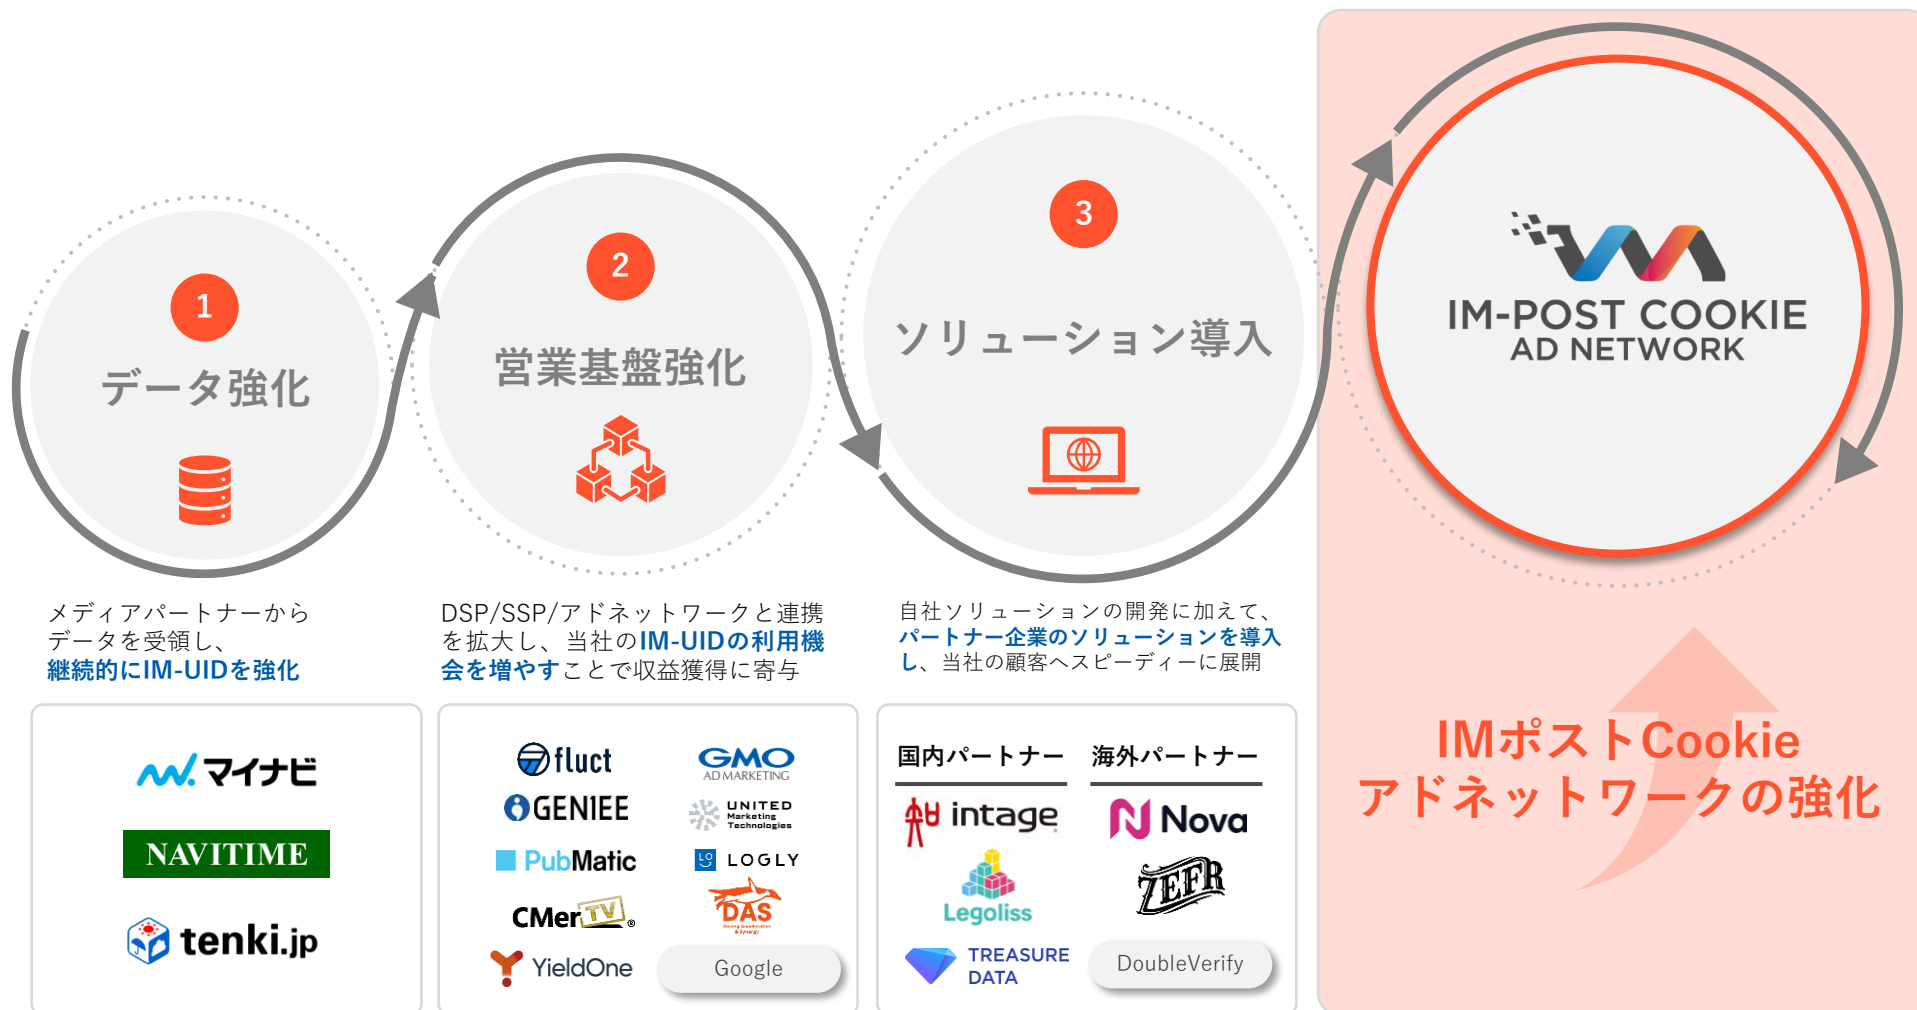 1
データ強化
2
営業基盤強化
3
ソリューション導入
IM-POST COOKIE
AD NETWORK
メディアパートナーから
データを受領し、
継続的にIM-UIDを強化
DSP/SSP/アドネットワークと連携
を拡大し、当社のIM-UIDの利用機
会を増やすことで収益獲得に寄与
自社ソリューションの開発に加えて、
パートナー企業のソリューションを導入
し、当社の顧客へスピーディーに展開
マイナビ
NAVITIME
tenki.jp
fluct
GMO
AD MARKETING
GENIEE
UNITED
Marketing
Technologies
PubMatic
LOGLY
CMerTV®
DAS
YieldOne
Google
国内パートナー
海外パートナー
intage
Nova
Legoliss
ZEFR
TREASURE
DATA
DoubleVerify
IMポストCookie
アドネットワークの強化